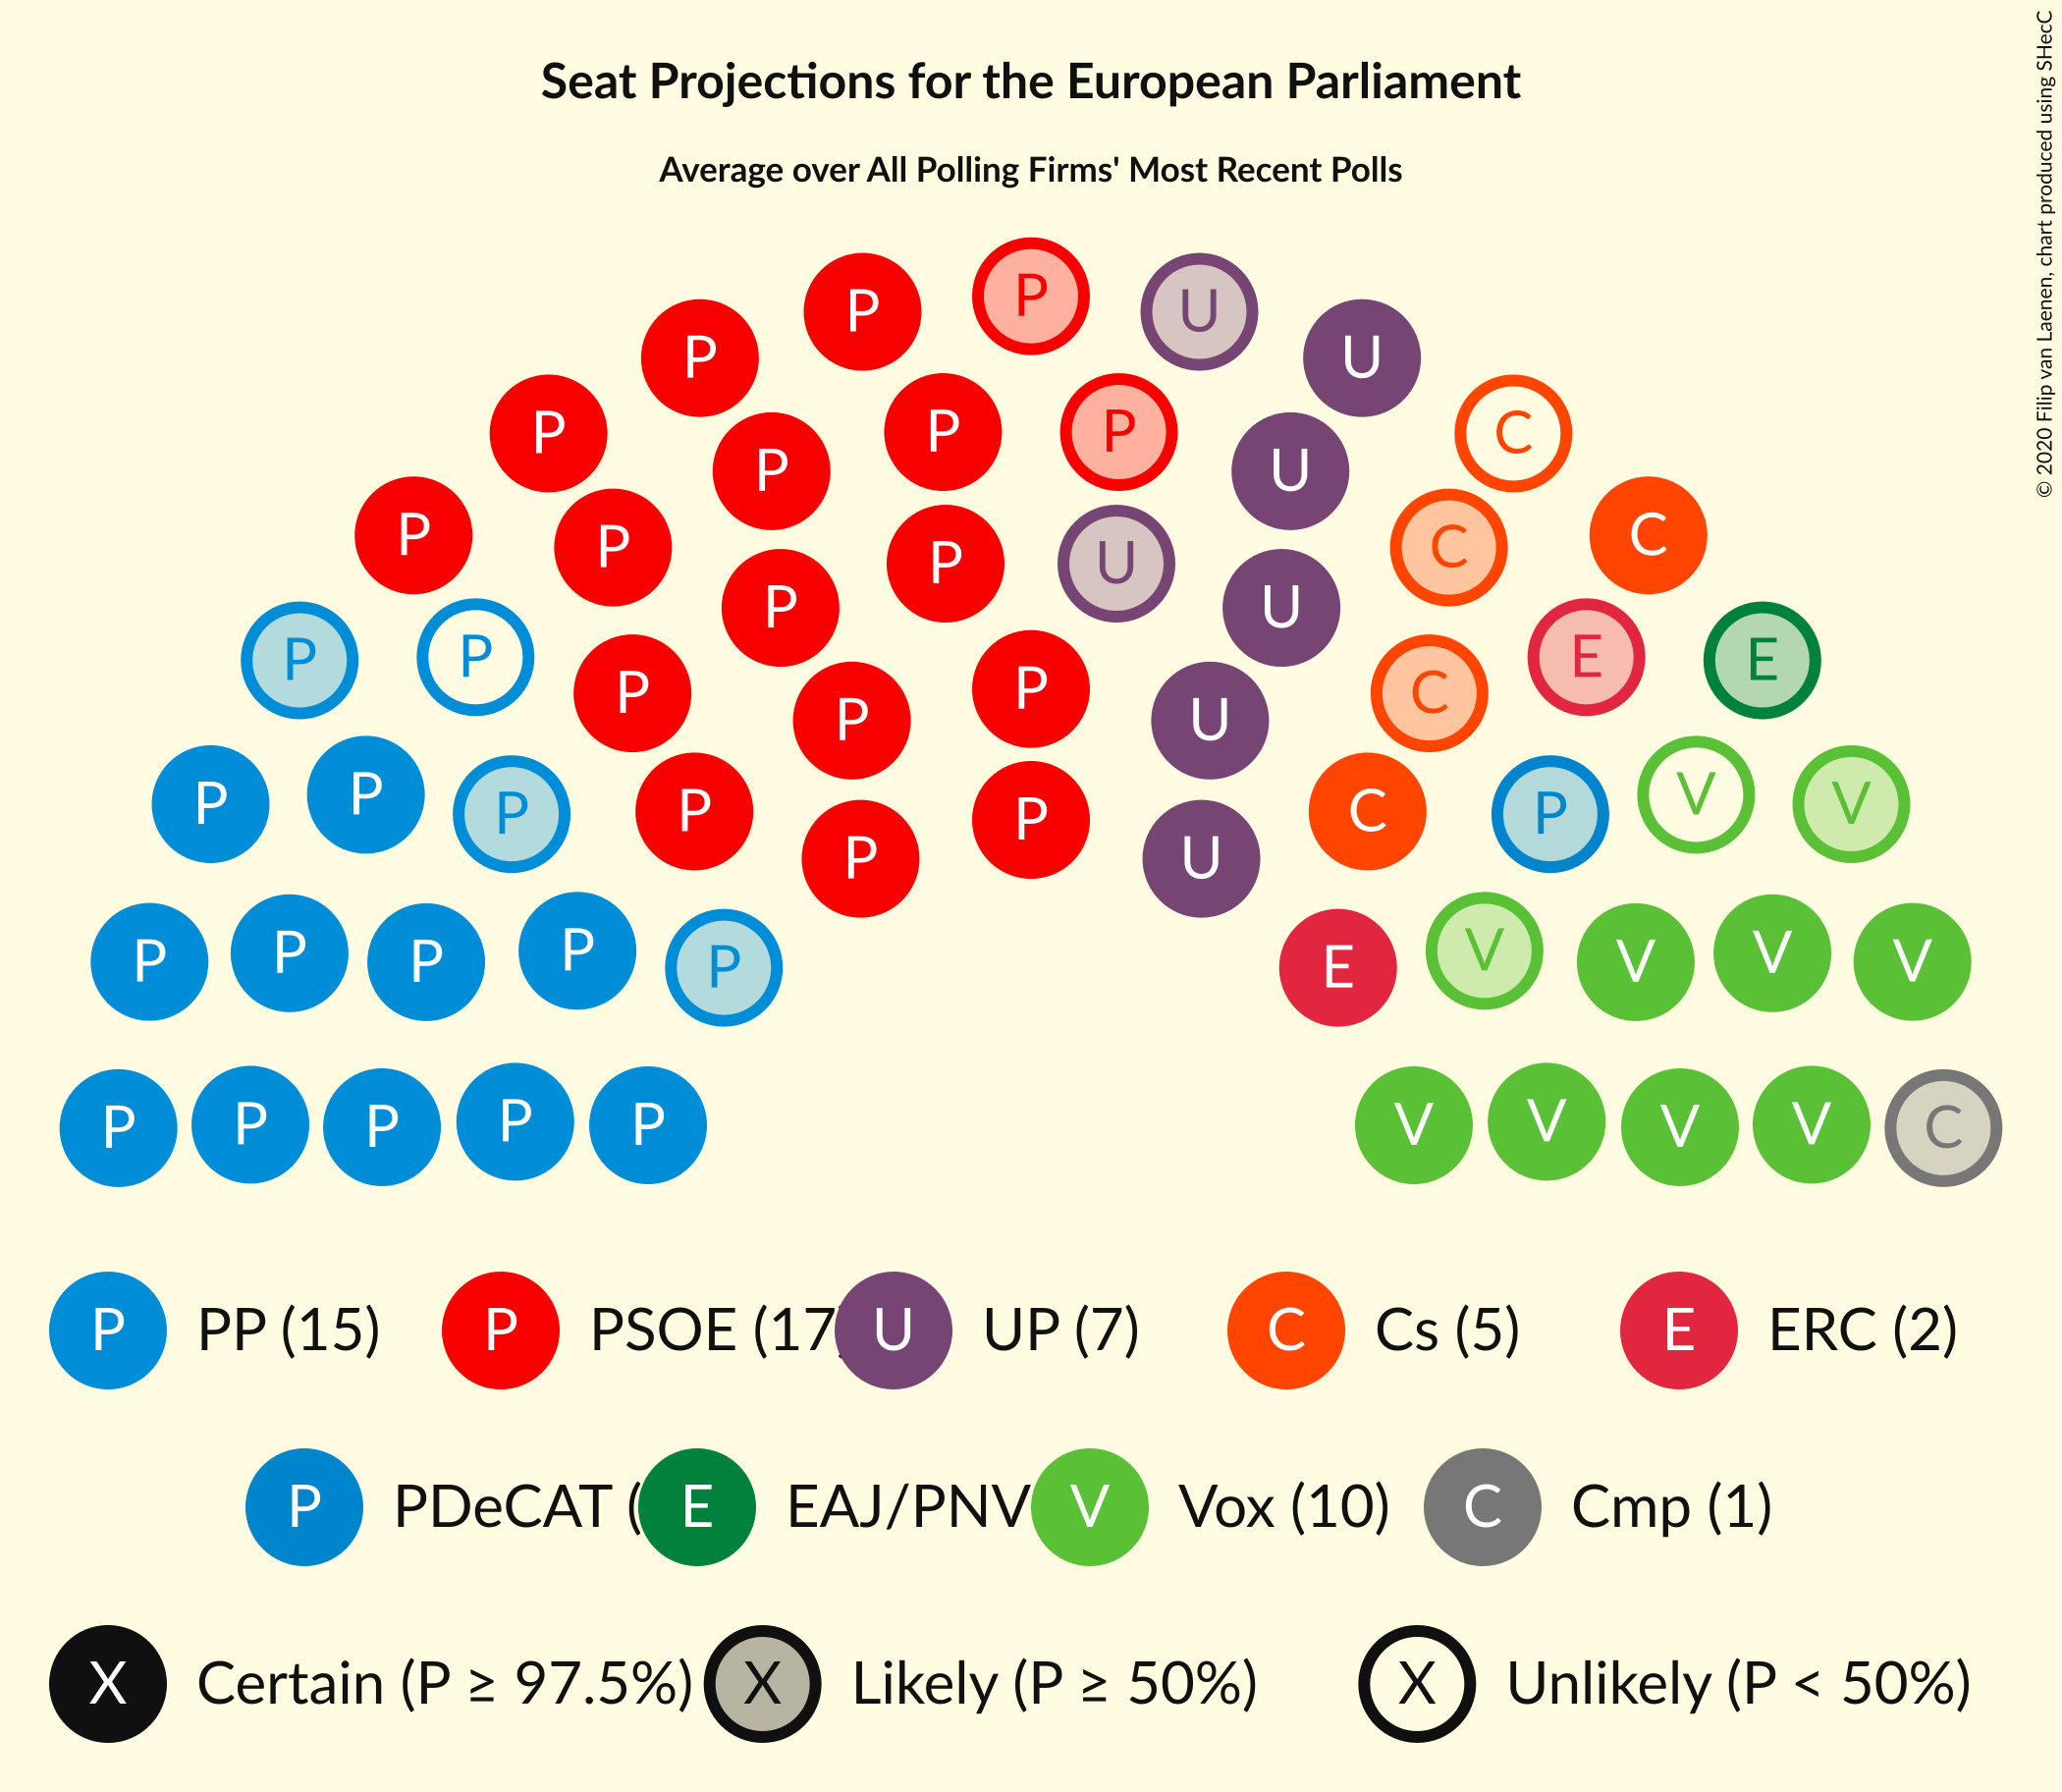 Seat Projections for the European Parliament
Average over All Polling Firms' Most Recent Polls
© 2020 Filip van Laenen, chart produced using SHecC
P P U
P P U
P P U C
P U
P P C C
P P U
P P P C E E
P P
P P P P P C P V V
P U
P P P P P E V V V V
P P P P P V V V V C
P PP (15) P PSOE (17 U UP (7) C Cs (5) E ERC (2)
P PDeCAT ( E EAJ/PNV V Vox (10) C Cmp (1)
X Certain (P ≥ 97.5%) X Likely (P ≥ 50%) X Unlikely (P < 50%)